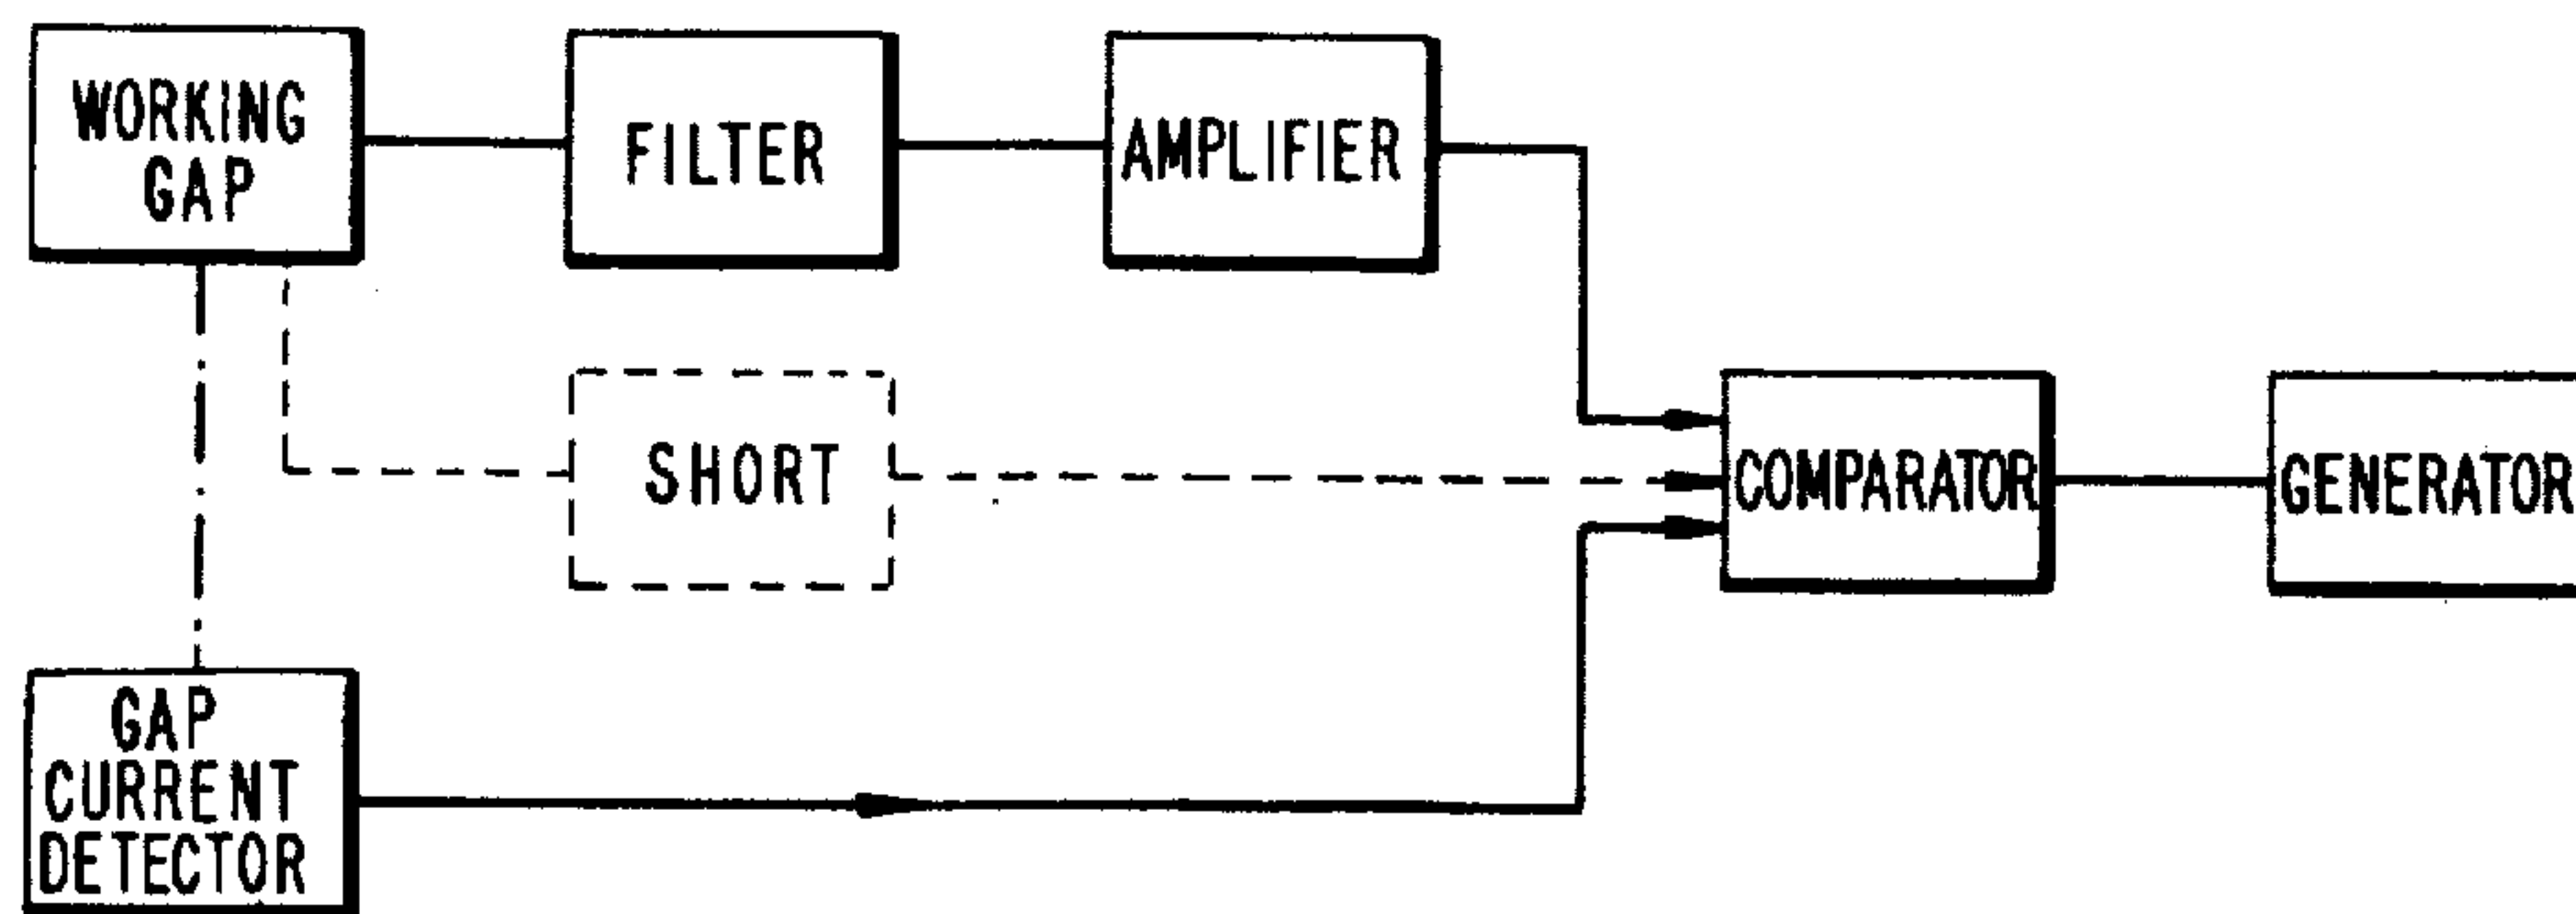 WORKING
GAP
FILTER
AMPLIFIER
SHORT
COMPARATOR
GENERATOR
GAP
CURRENT
DETECTOR